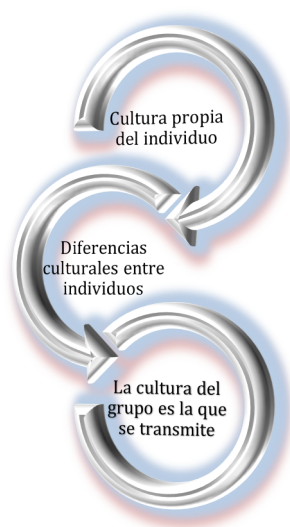 Cultura propia
del individuo
Diferencias
culturales entre
individuos
La cultura del
grupo es la que
se transmite